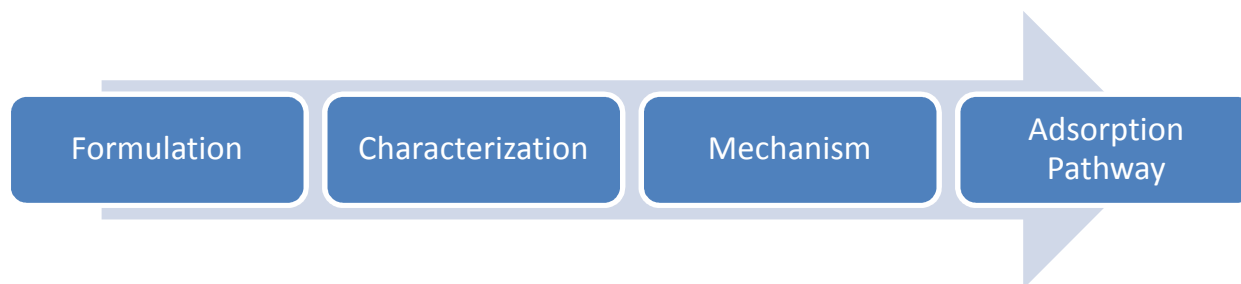 Formulation
Characterization
Mechanism
Adsorption
Pathway